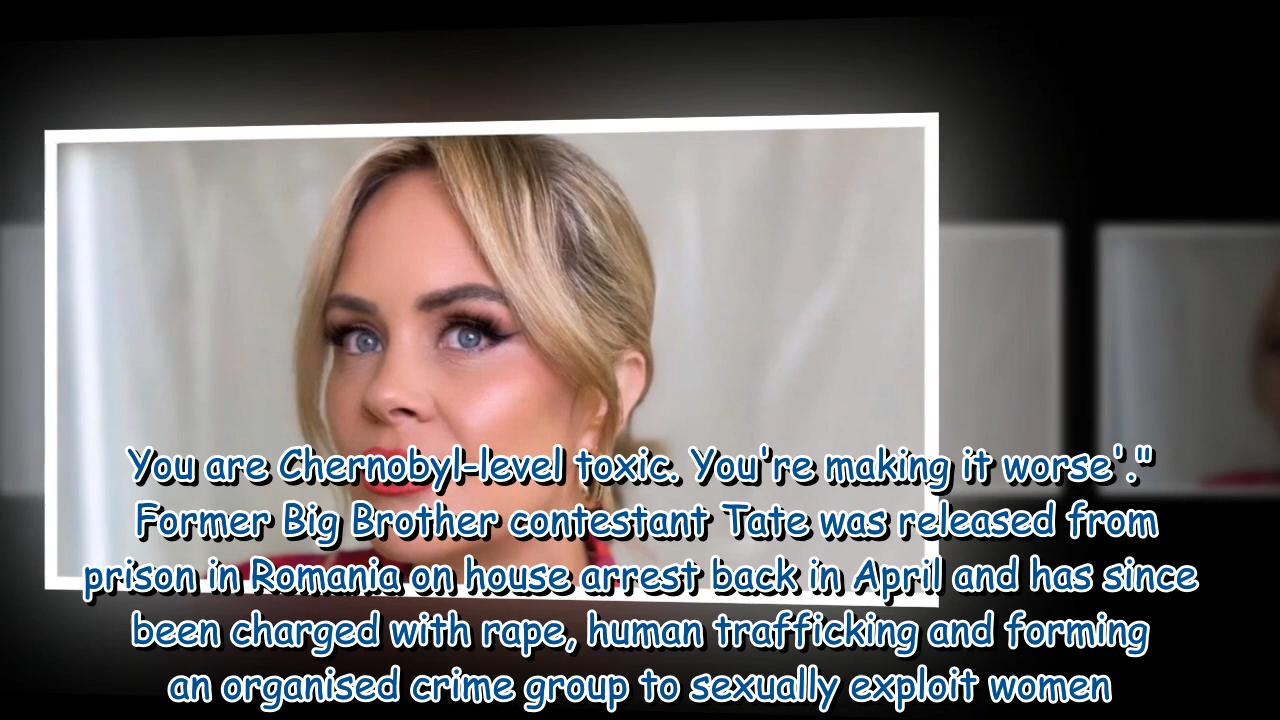 You are Chernobyl-level toxic. You're making it worse'."
Former Big Brother contestant Tate was released from
prison in Romania on house arrest back in April and has since
been charged with rape, human trafficking and forming
an organised crime group to sexually exploit women